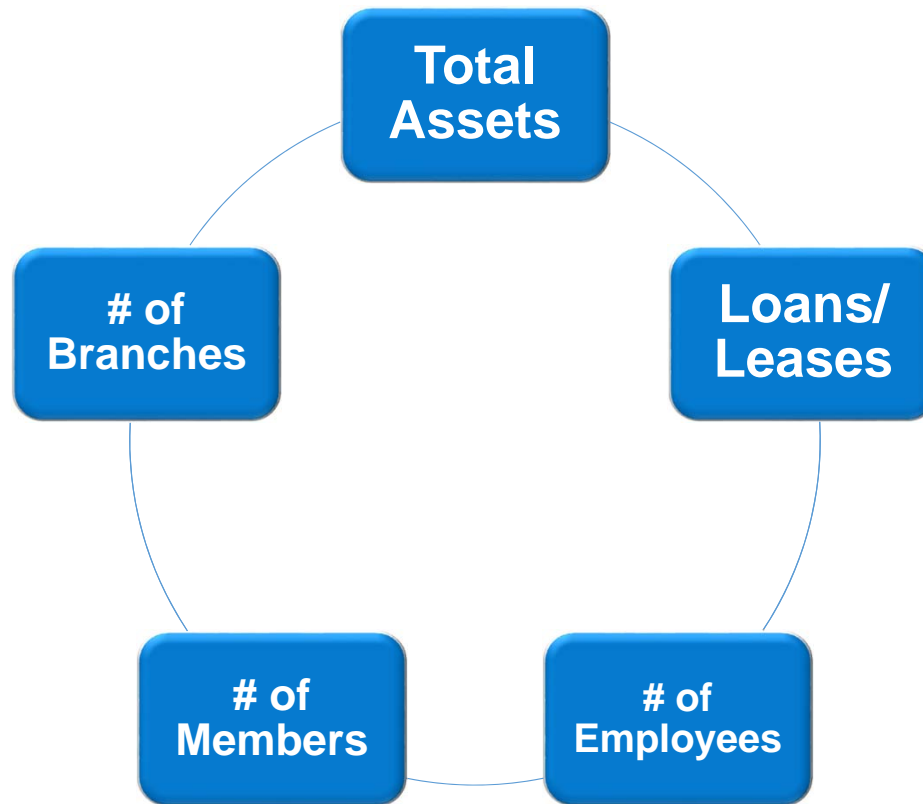 Total
Assets
Loans/
Leases
# of
Employees
# of
Members
# of
Branches